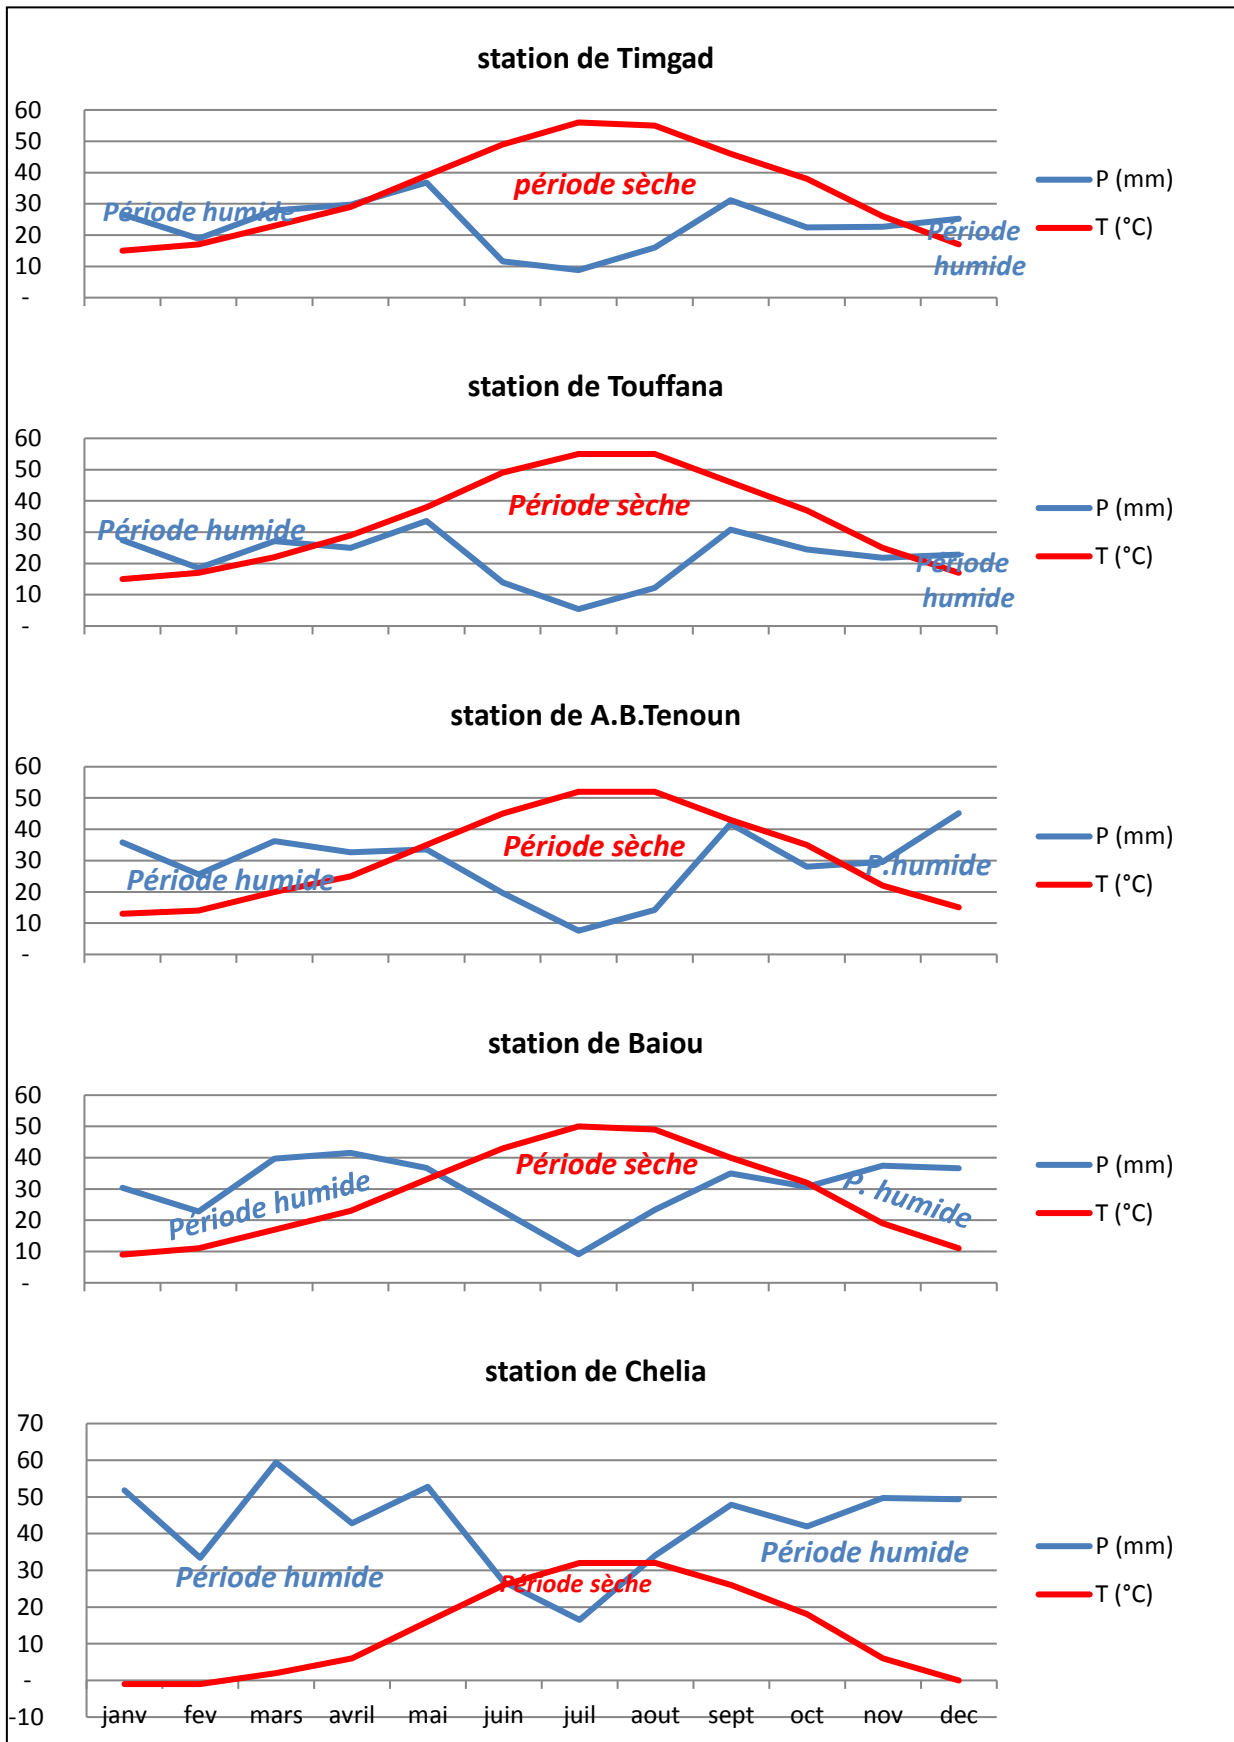 station de Timgad
60
50
40
30
20
10
-
Période humide
période sèche
Période
humide
P (mm)
T (°C)
station de Touffana
60
50
40
30
20
10
-
Période humide
Période sèche
Période
humide
P (mm)
T (°C)
station de A.B.Tenoun
60
50
40
30
20
10
-
Période humide
Période sèche
P.humide
P (mm)
T (°C)
station de Baiou
60
50
40
30
20
10
-
Période humide
Période sèche
P. humide
P (mm)
T (°C)
station de Chelia
70
60
50
40
30
20
10
-
-10
Période humide
Période sèche
Période humide
P (mm)
T (°C)
janv fev mars avril mai juin juil aout sept oct nov dec